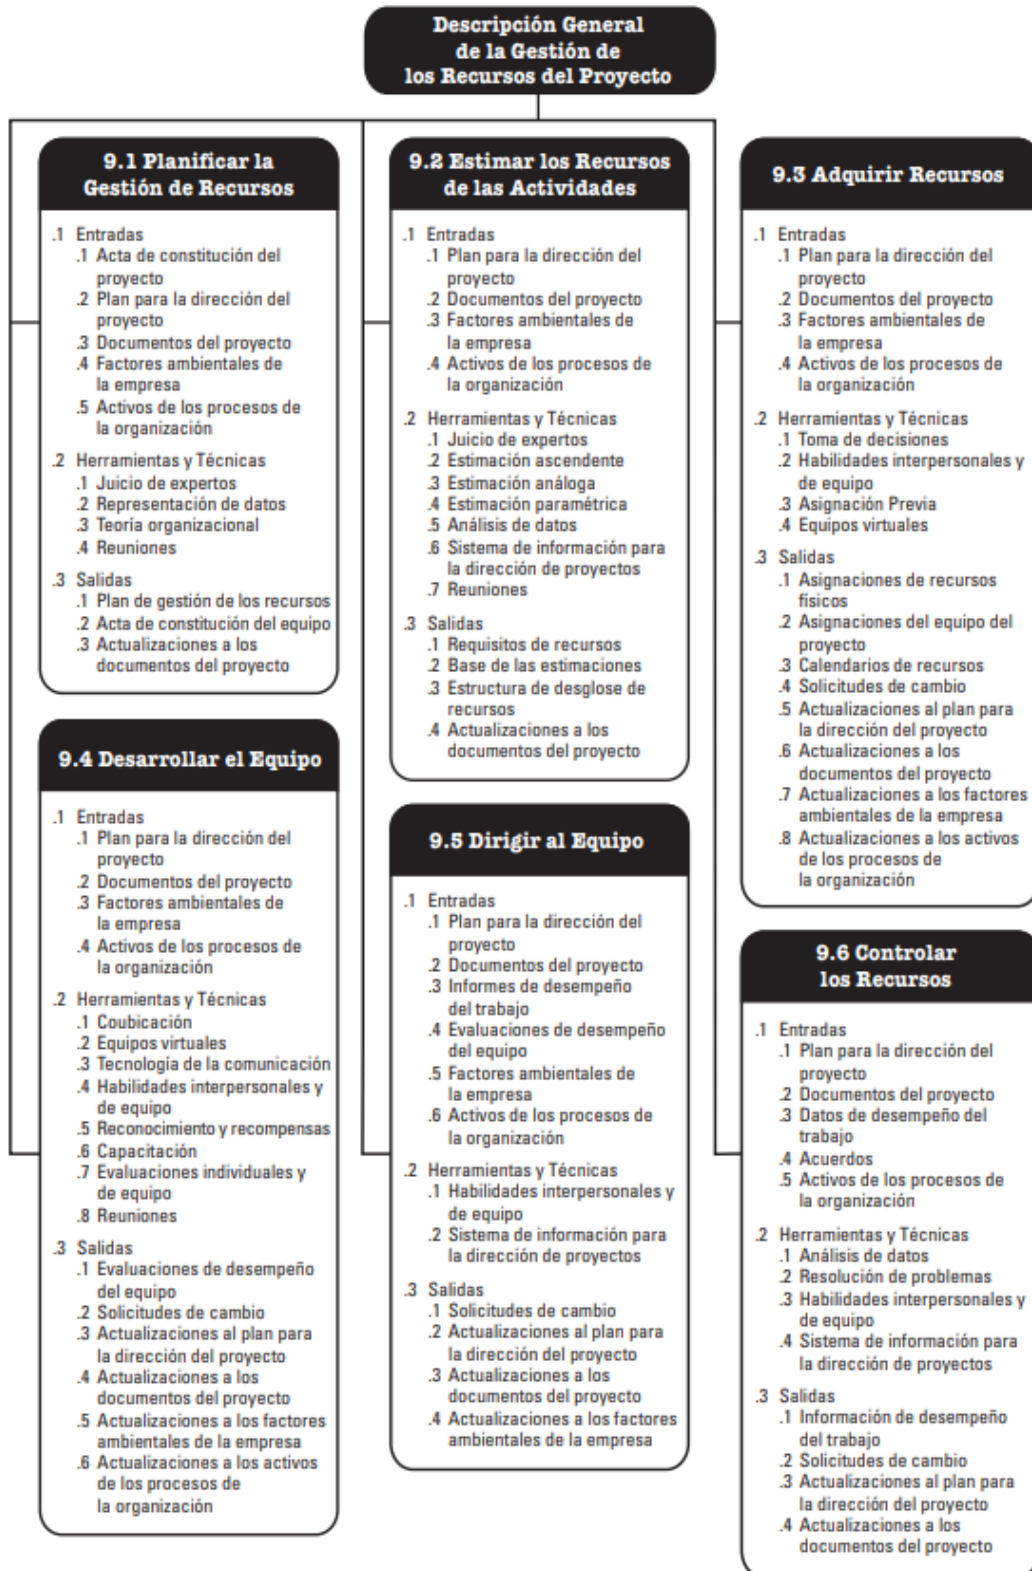 Descripción General
de la Gestión de
los Recursos del Proyecto
9.1 Planificar la
Gestión de Recursos
.1 Entradas
.1 Acta de constitución del
proyecto
.2 Plan para la dirección del
proyecto
.3 Documentos del proyecto
.4 Factores ambientales de
la empresa
.5 Activos de los procesos de
la organización
.2 Herramientas y Técnicas
.1 Juicio de expertos
.2 Representación de datos
.3 Teoría organizacional
.4 Reuniones
.3 Salidas
.1 Plan de gestión de los recursos
.2 Acta de constitución del equipo
.3 Actualizaciones a los
documentos del proyecto
9.2 Estimar los Recursos
de las Actividades
.1 Entradas
.1 Plan para la dirección del
proyecto
.2 Documentos del proyecto
.3 Factores ambientales de
la empresa
.4 Activos de los procesos de
la organización
.2 Herramientas y Técnicas
.1 Juicio de expertos
.2 Estimación ascendente
.3 Estimación análoga
.4 Estimación paramétrica
.5 Análisis de datos
.6 Sistema de información para
la dirección de proyectos
.7 Reuniones
.3 Salidas
.1 Requisitos de recursos
.2 Base de las estimaciones
.3 Estructura de desglose de
recursos
.4 Actualizaciones a los
documentos del proyecto
9.3 Adquirir Recursos
.1 Entradas
.1 Plan para la dirección del
proyecto
.2 Documentos del proyecto
.3 Factores ambientales de
la empresa
.4 Activos de los procesos de
la organización
.2 Herramientas y Técnicas
.1 Toma de decisiones
.2 Habilidades interpersonales y
de equipo
.3 Asignación Previa
.4 Equipos virtuales
.3 Salidas
.1 Asignaciones de recursos
físicos
.2 Asignaciones del equipo del
proyecto
.3 Calendarios de recursos
.4 Solicitudes de cambio
.5 Actualizaciones al plan para
la dirección del proyecto
.6 Actualizaciones a los
documentos del proyecto
.7 Actualizaciones a los factores
ambientales de la empresa
.8 Actualizaciones a los activos
de los procesos de
la organización
9.4 Desarrollar el Equipo
.1 Entradas
.1 Plan para la dirección del
proyecto
.2 Documentos del proyecto
.3 Factores ambientales de
la empresa
.4 Activos de los procesos de
la organización
.2 Herramientas y Técnicas
.1 Coubicación
.2 Equipos virtuales
.3 Tecnología de la comunicación
.4 Habilidades interpersonales y
de equipo
.5 Reconocimiento y recompensas
.6 Capacitación
.7 Evaluaciones individuales y
de equipo
.8 Reuniones
.3 Salidas
.1 Evaluaciones de desempeño
del equipo
.2 Solicitudes de cambio
.3 Actualizaciones al plan para
la dirección del proyecto
.4 Actualizaciones a los
documentos del proyecto
.5 Actualizaciones a los factores
ambientales de la empresa
.6 Actualizaciones a los activos
de los procesos de
la organización
9.5 Dirigir al Equipo
.1 Entradas
.1 Plan para la dirección del
proyecto
.2 Documentos del proyecto
.3 Informes de desempeño
del trabajo
.4 Evaluaciones de desempeño
del equipo
.5 Factores ambientales de
la empresa
.6 Activos de los procesos de
la organización
.2 Herramientas y Técnicas
.1 Habilidades interpersonales y
de equipo
.2 Sistema de información para
la dirección de proyectos
.3 Salidas
.1 Solicitudes de cambio
.2 Actualizaciones al plan para
la dirección del proyecto
.3 Actualizaciones a los
documentos del proyecto
.4 Actualizaciones a los factores
ambientales de la empresa
9.6 Controlar
los Recursos
.1 Entradas
.1 Plan para la dirección del
proyecto
.2 Documentos del proyecto
.3 Datos de desempeño del
trabajo
.4 Acuerdos
.5 Activos de los procesos de
la organización
.2 Herramientas y Técnicas
.1 Análisis de datos
.2 Resolución de problemas
.3 Habilidades interpersonales y
de equipo
.4 Sistema de información para
la dirección de proyectos
.3 Salidas
.1 Información de desempeño
del trabajo
.2 Solicitudes de cambio
.3 Actualizaciones al plan para
la dirección del proyecto
.4 Actualizaciones a los
documentos del proyecto